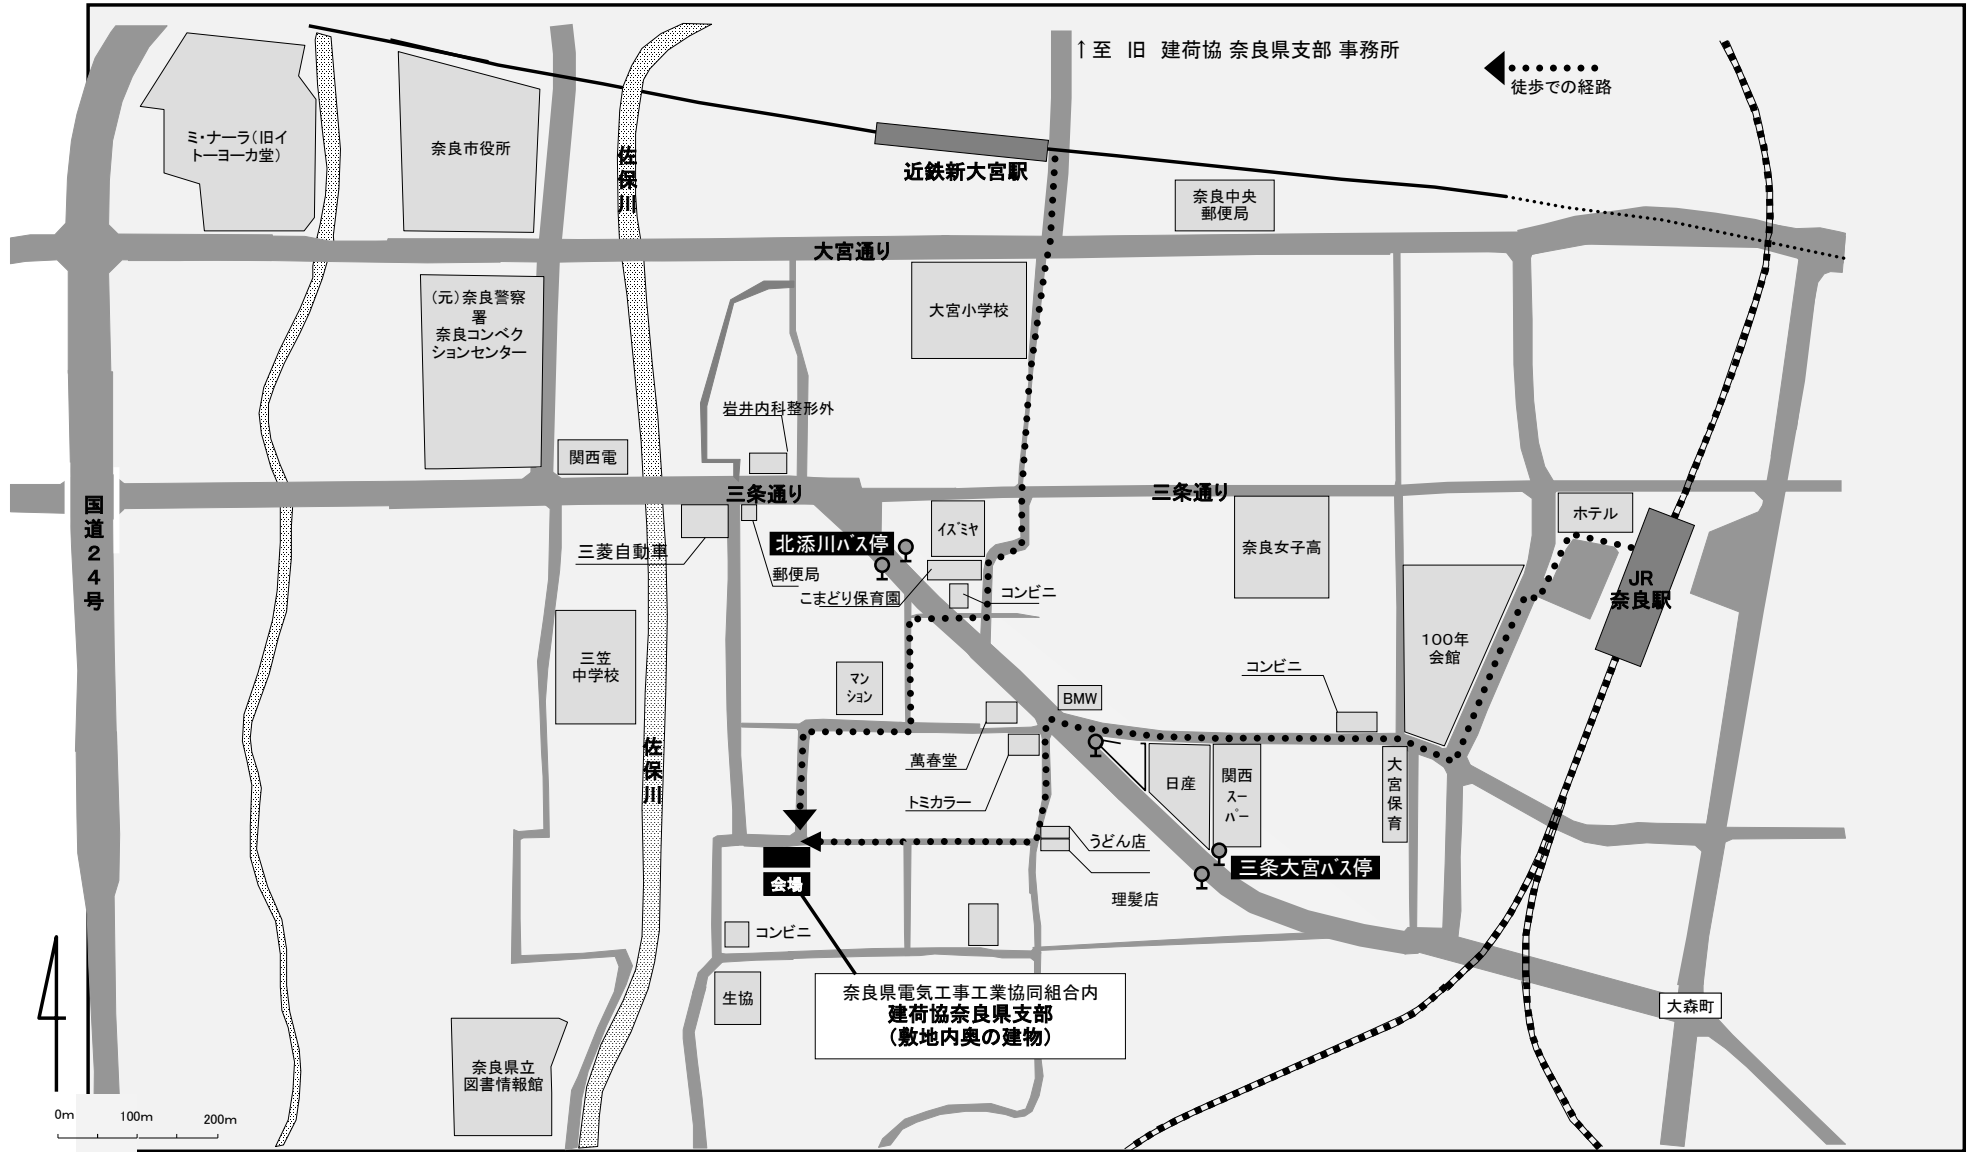 ↑至 旧 建荷協 奈良県支部 事務所
徒歩での経路
ミ・ナーラ（旧イ
トーヨーカ堂）
奈良市役所
佐保川
近鉄新大宮駅
奈良中央
郵便局
大宮通り
（元）奈良警察
署
奈良コンベク
ションセンター
大宮小学校
岩井内科整形外
関西電
三条通り
三条通り
国道２４号
三菱自動車
郵便局
北添川ﾊﾞｽ停
ｲｽﾞﾐﾔ
こまどり保育園
コンビニ
奈良女子高
ホテル
JR
奈良駅
100年
会館
三笠
中学校
マン
ション
コンビニ
BMW
佐保川
萬春堂
トミカラー
日産
関西
スー
パー
大宮保育
うどん店
三条大宮ﾊﾞｽ停
理髪店
会場
コンビニ
生協
奈良県電気工事工業協同組合内
建荷協奈良県支部
（敷地内奥の建物）
大森町
奈良県立
図書情報館
0m 100m 200m